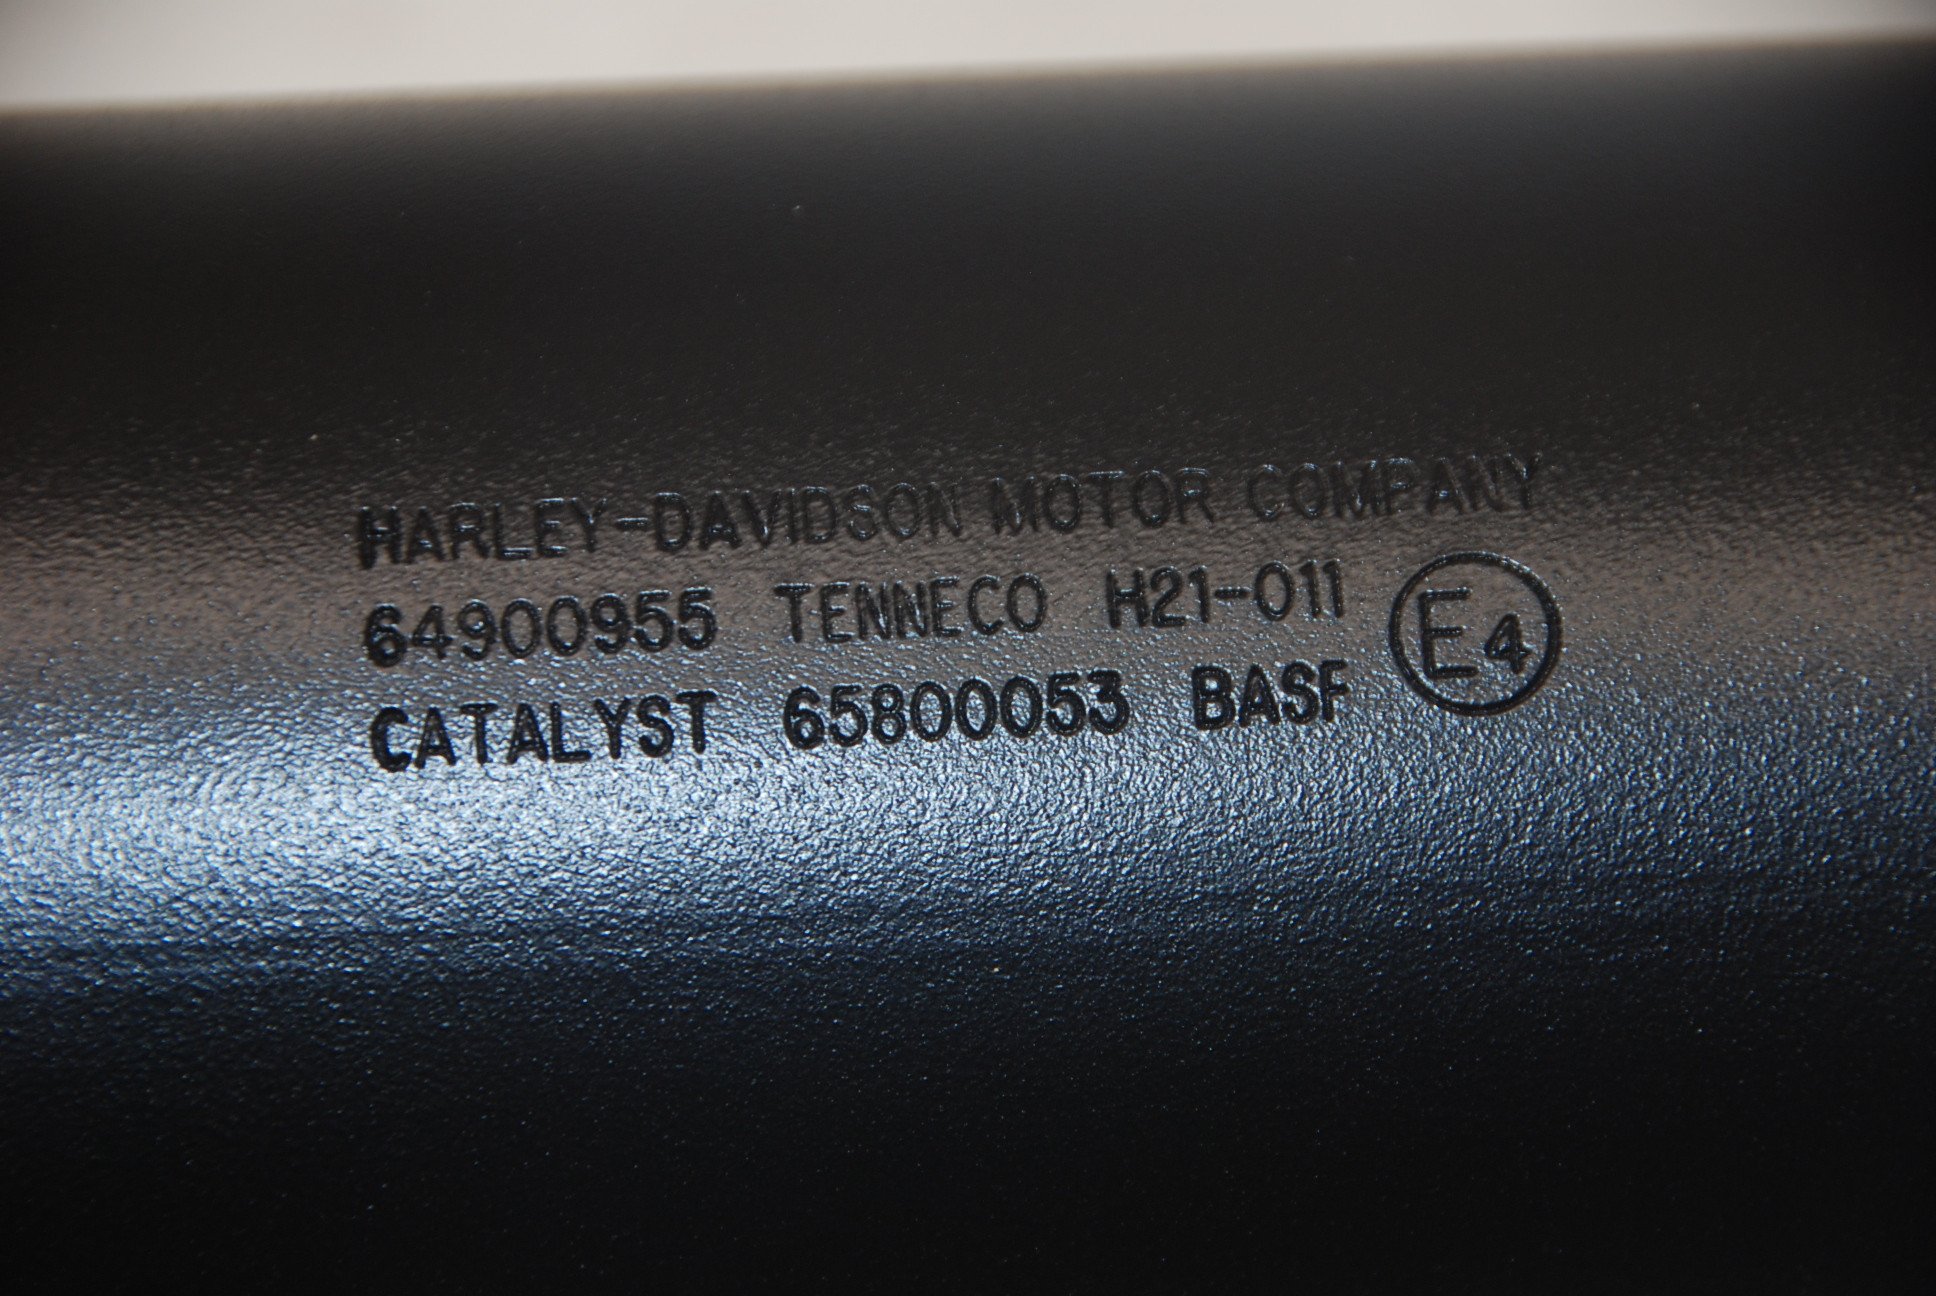 HARLEY-DAVIDSON MOTOR COMPANY
64900955 TENNECO H21-011 E4
CATALYST 65800053 BASF